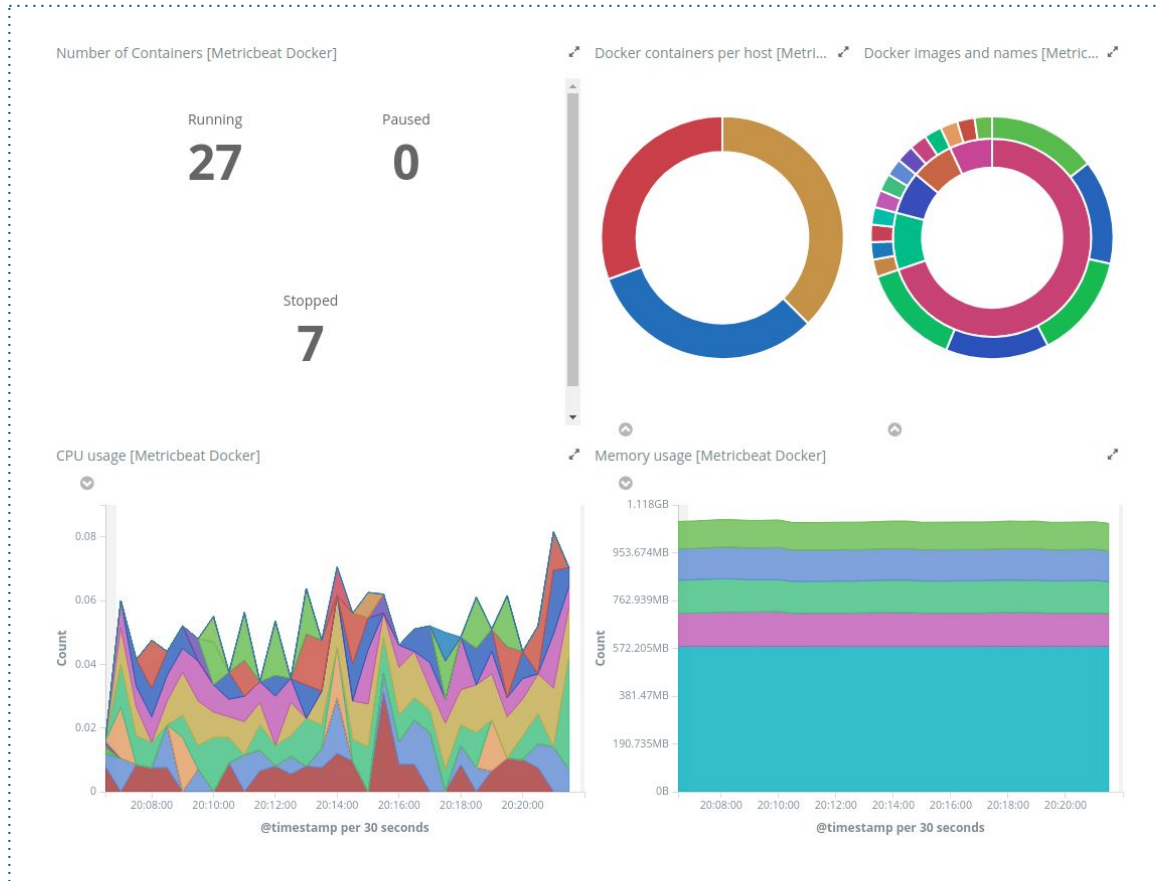 Number of Containers [Metricbeat Docker]
Docker containers per host [Metri...
Docker images and names [Metric...
Running
Paused
27
0
Stopped
7
CPU usage [Metricbeat Docker]
Memory usage [Metricbeat Docker]
0.08
0.06
0.04
0.02
0
Count
20:08:00
20:10:00
20:12:00
20:14:00
20:16:00
20:18:00
20:20:00
@timestamp per 30 seconds
1.118GB
953.674MB
762.939MB
572.205MB
381.47MB
190.735MB
0B
Count
20:08:00
20:10:00
20:12:00
20:14:00
20:16:00
20:18:00
20:20:00
@timestamp per 30 seconds